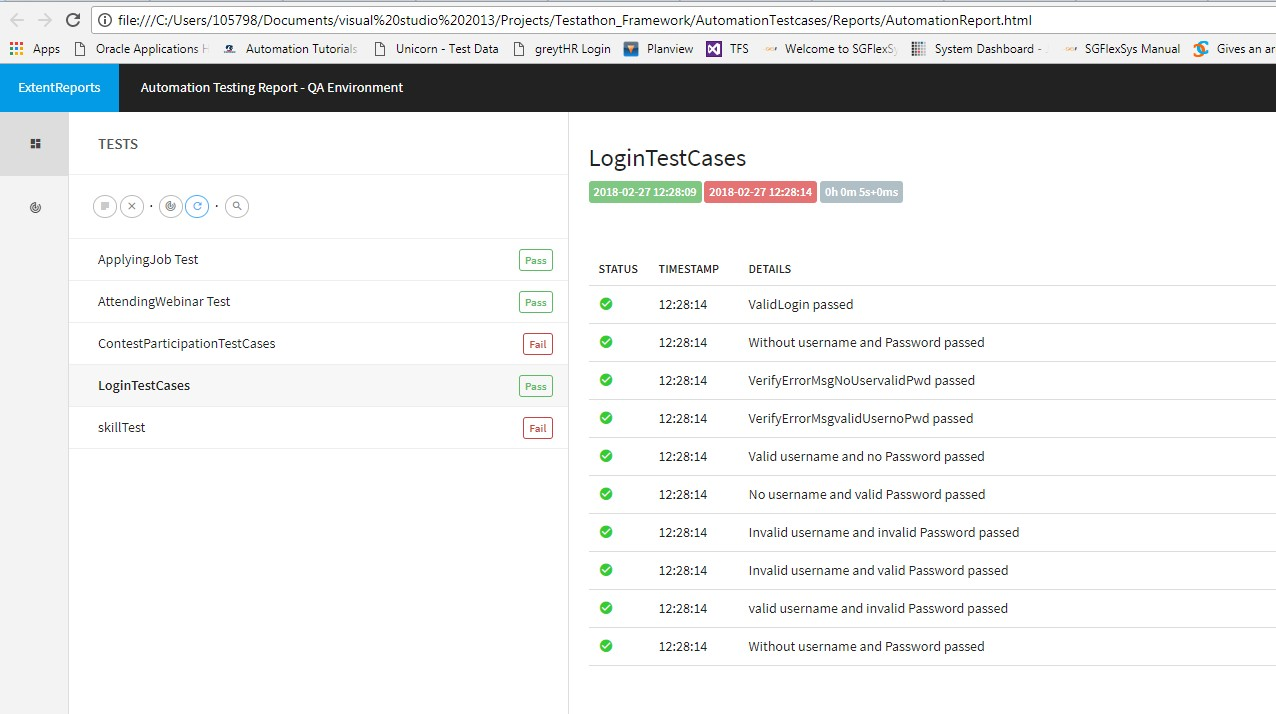 file:///C:/Users/105798/Documents/visual%20studio%202013/Projects/Testathon_Framework/AutomationTestcases/Reports/AutomationReport.html
Apps Oracle Applications Automation Tutorials Unicorn - Test Data greytHR Login Planview TFS Welcome to SGFlexSy System Dashboard - SGFlexSys Manual Gives an ar
ExtentReports Automation Testing Report - QA Environment
TESTS
ApplyingJob Test Pass
AttendingWebinar Test Pass
ContestParticipationTestCases Fail
LoginTestCases Pass
skillTest Fail
LoginTestCases
2018-02-27 12:28:09 2018-02-27 12:28:14 0h 0m 5s+0ms
STATUS TIMESTAMP DETAILS
12:28:14 ValidLogin passed
12:28:14 Without username and Password passed
12:28:14 VerifyErrorMsgNoUservalidPwd passed
12:28:14 VerifyErrorMsgvalidUsernoPwd passed
12:28:14 Valid username and no Password passed
12:28:14 No username and valid Password passed
12:28:14 Invalid username and invalid Password passed
12:28:14 Invalid username and valid Password passed
12:28:14 valid username and invalid Password passed
12:28:14 Without username and Password passed